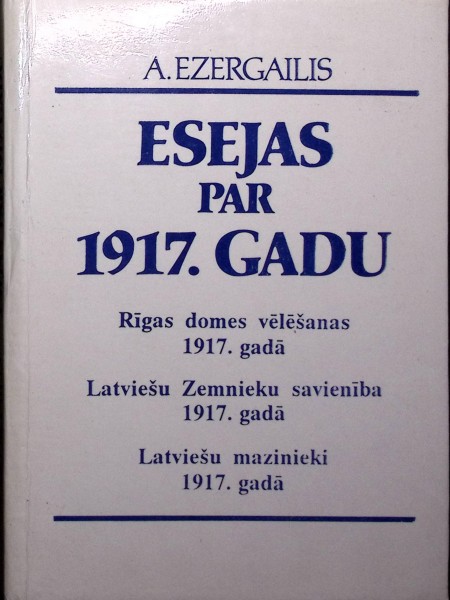 A. EZERGAILIS
ESEJAS
PAR
1917. GADU
Rīgas domes vēlēšanas
1917. gadā
Latviešu Zemnieku savienība
1917. gadā
Latviešu mazinieki
1917. gadā